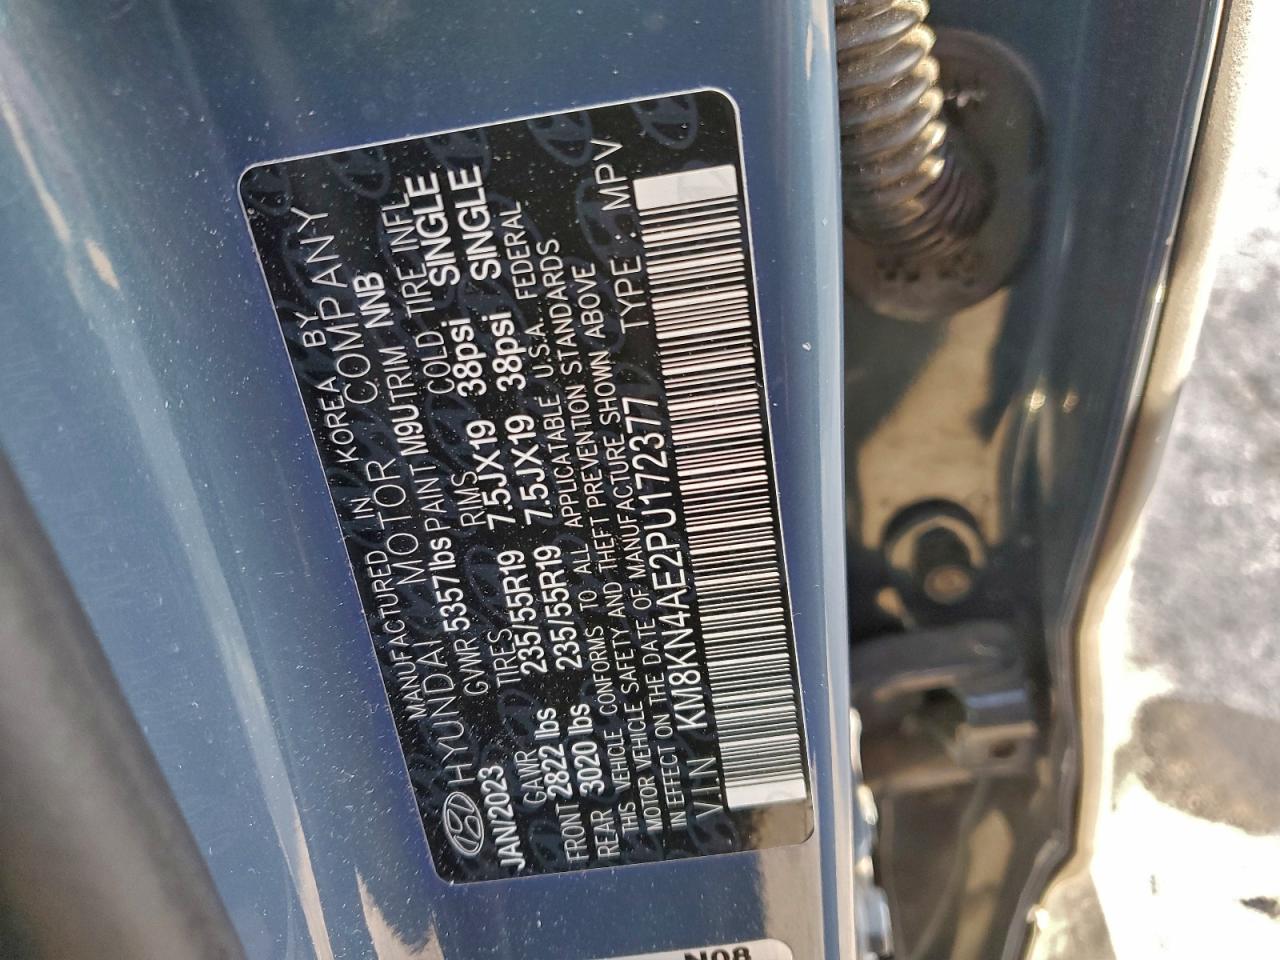 MANUFACTURED IN KOREA BY
HYUNDAI MOTOR COMPANY
JAN/2023 GVWR 5357lbs PAINT M9UTRIM NNB
GAWR TIRES RIMS COLD TIRE INFL
FRONT 2822 lbs 235/55R19 7.5JX19 38psi SINGLE
REAR 3020 lbs 235/55R19 7.5JX19 38psi SINGLE
THIS VEHICLE CONFORMS TO ALL APPLICATABLE U.S.A. FEDERAL
MOTOR VEHICLE SAFETY AND THEFT PREVENTION STANDARDS
IN EFFECT ON THE DATE OF MANUFACTURE SHOWN ABOVE
V.I.N KM8KN4AE2PU172377 TYPE : MPV
N08